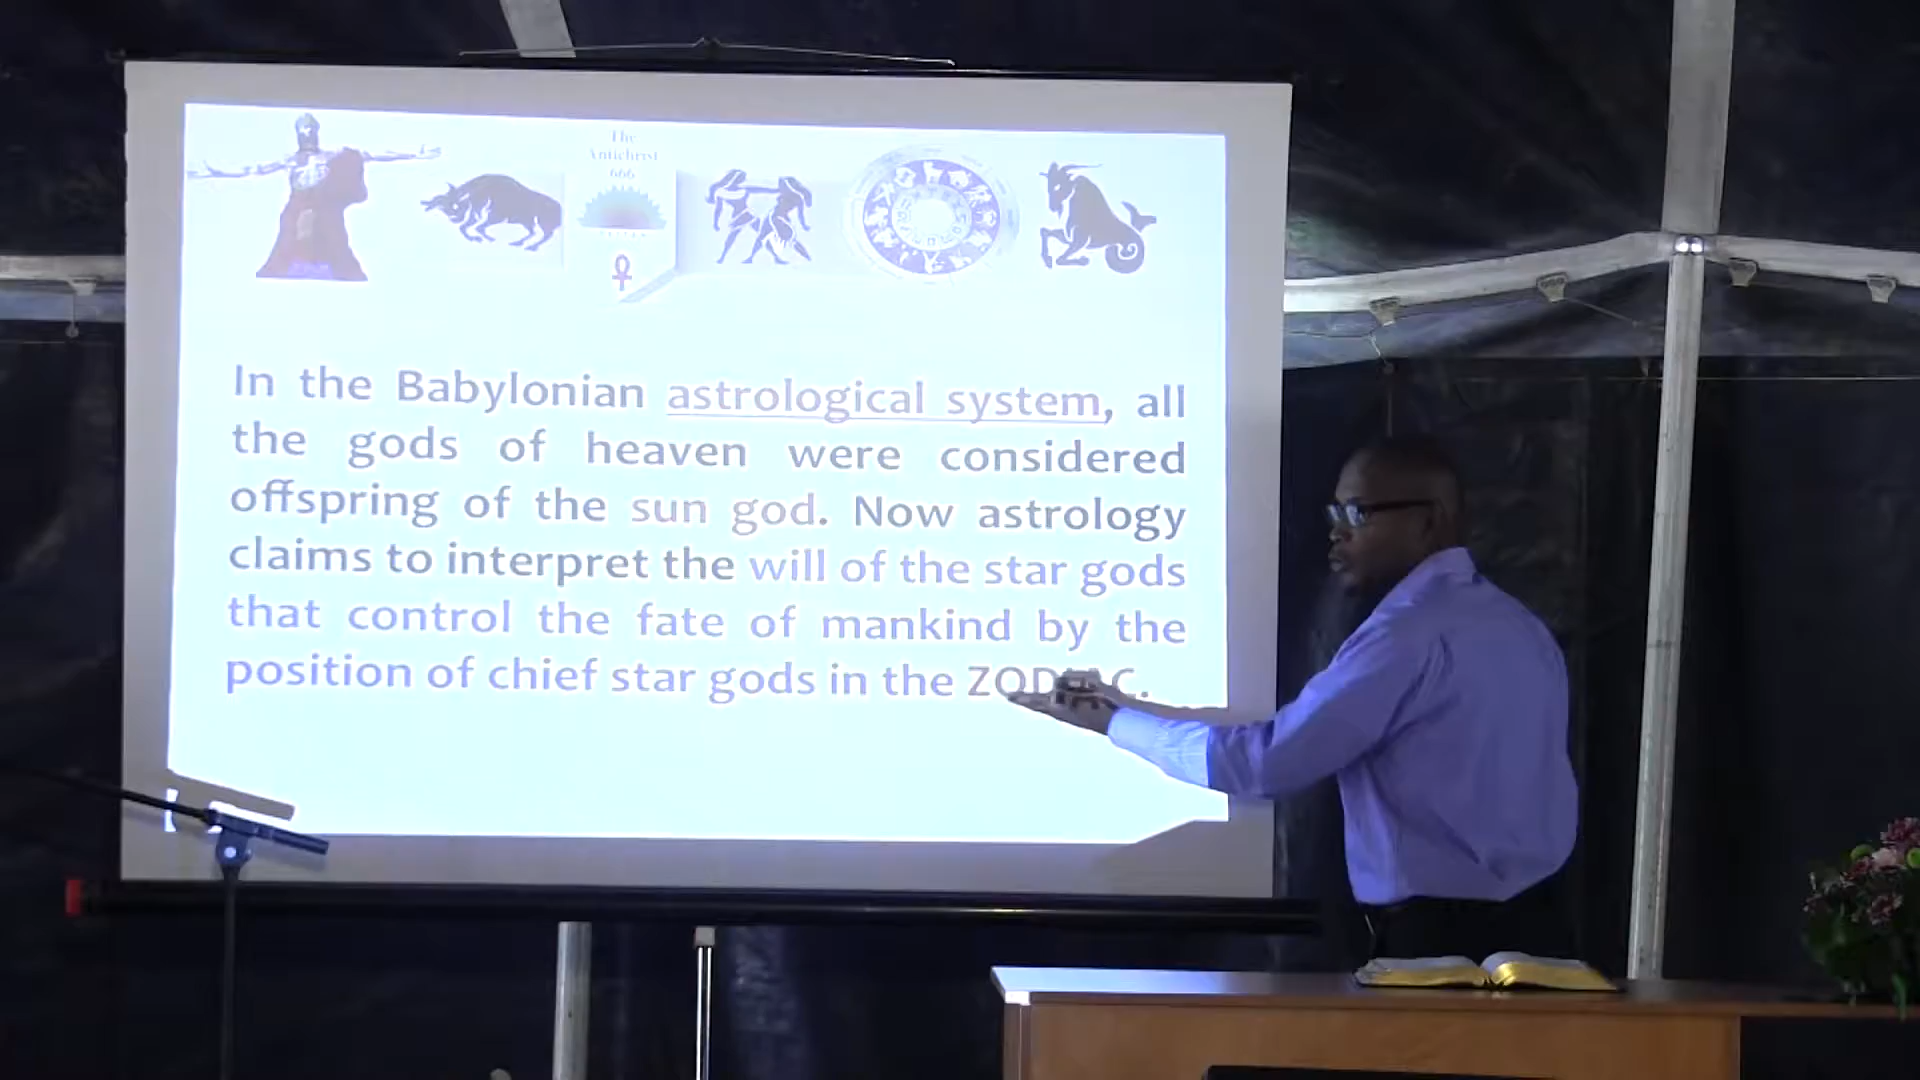 The
Antichrist
666
In the Babylonian astrological system, all
the gods of heaven were considered
offspring of the sun god. Now astrology
claims to interpret the will of the star gods
that control the fate of mankind by the
position of chief star gods in the ZODIAC.